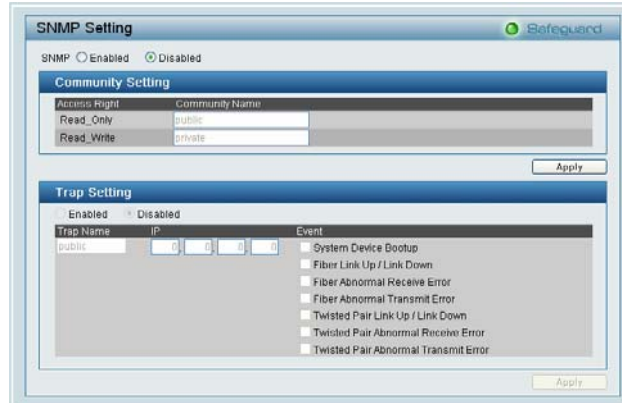 SNMP Setting
Safeguard
SNMP Enabled Disabled
Community Setting
Access Right Community Name
Read_Only public
Read_Write private
Apply
Trap Setting
Enabled Disabled
Trap Name IP Event
public 0. 0. 0. 0 System Device Bootup
Fiber Link Up / Link Down
Fiber Abnormal Receive Error
Fiber Abnormal Transmit Error
Twisted Pair Link Up / Link Down
Twisted Pair Abnormal Receive Error
Twisted Pair Abnormal Transmit Error
Apply